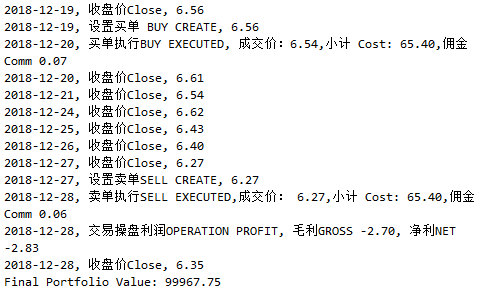 2018-12-19, 收盘价Close, 6.56
2018-12-19, 设置买单 BUY CREATE, 6.56
2018-12-20, 买单执行BUY EXECUTED, 成交价：6.54,小计 Cost: 65.40,佣金
Comm 0.07
2018-12-20, 收盘价Close, 6.61
2018-12-21, 收盘价Close, 6.54
2018-12-24, 收盘价Close, 6.62
2018-12-25, 收盘价Close, 6.43
2018-12-26, 收盘价Close, 6.40
2018-12-27, 收盘价Close, 6.27
2018-12-27, 设置卖单SELL CREATE, 6.27
2018-12-28, 卖单执行SELL EXECUTED,成交价： 6.27,小计 Cost: 65.40,佣金
Comm 0.06
2018-12-28, 交易操盘利润OPERATION PROFIT, 毛利GROSS -2.70, 净利NET
-2.83
2018-12-28, 收盘价Close, 6.35
Final Portfolio Value: 99967.75